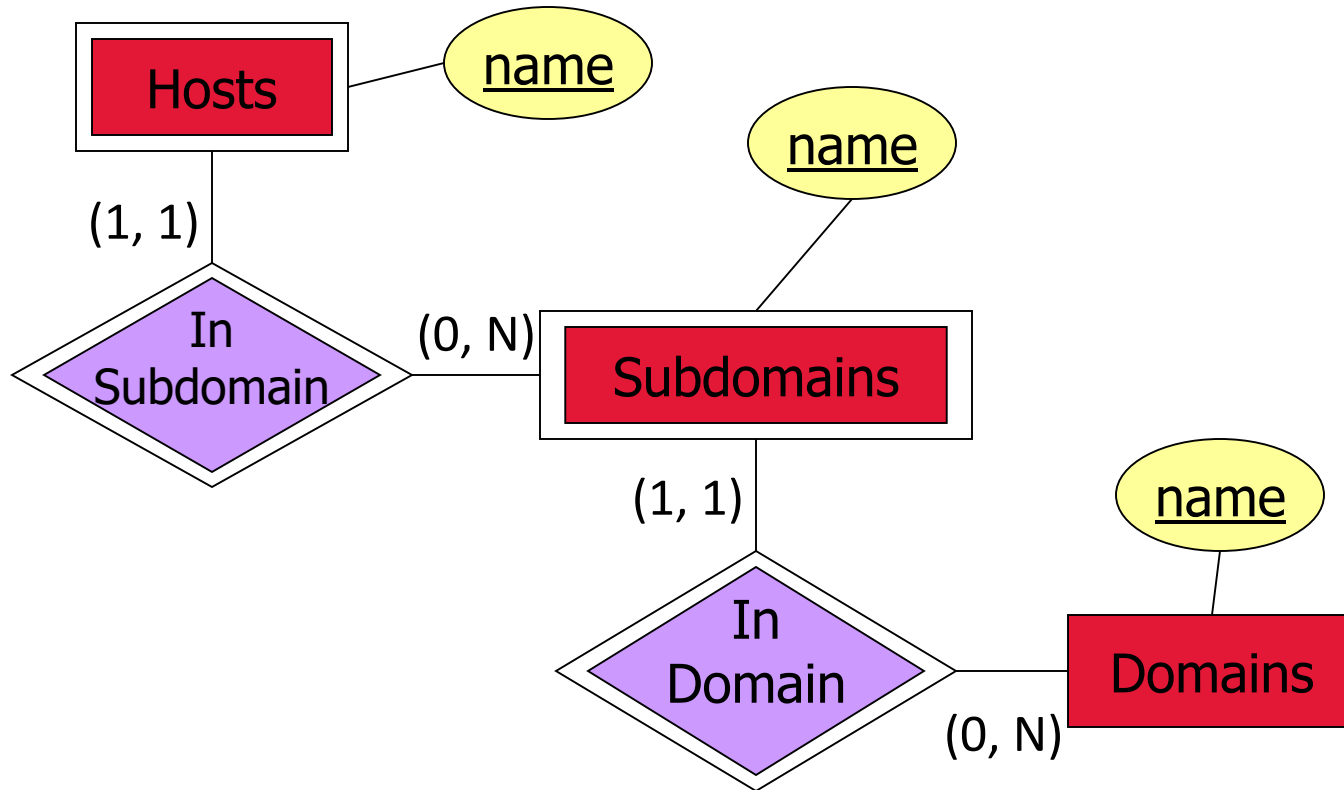 Hosts
name
name
(1, 1)
In
Subdomain
(0, N)
Subdomains
(1, 1)
name
In
Domain
Domains
(0, N)